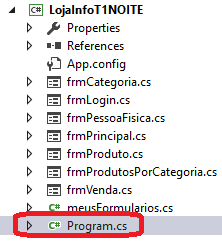 C# LojaInfoT1NOITE
Properties
References
App.config
frmCategoria.cs
frmLogin.cs
frmPessoaFisica.cs
frmPrincipal.cs
frmProduto.cs
frmProdutosPorCategoria.cs
frmVenda.cs
C# meusFormularios.cs
C# Program.cs